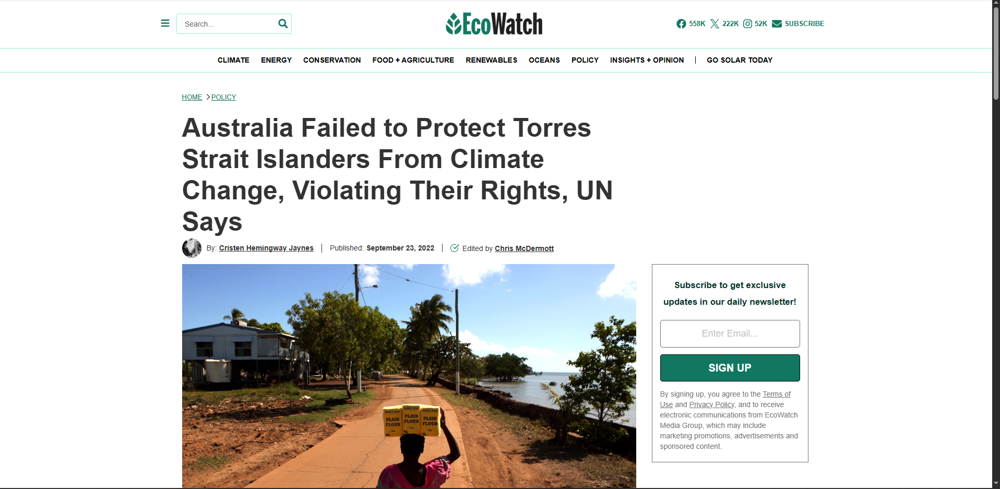 Search...
EcoWatch
558K 222K 52K SUBSCRIBE
CLIMATE ENERGY CONSERVATION FOOD + AGRICULTURE RENEWABLES OCEANS POLICY INSIGHTS + OPINION | GO SOLAR TODAY
HOME > POLICY
Australia Failed to Protect Torres
Strait Islanders From Climate
Change, Violating Their Rights, UN
Says
By: Cristen Hemingway Jaynes | Published: September 23, 2022 | Edited by Chris McDermott
PLAIN FLOUR
PLAIN FLOUR
PLAIN FLOUR
Subscribe to get exclusive
updates in our daily newsletter!
Enter Email...
SIGN UP
By signing up, you agree to the Terms of
Use and Privacy Policy, and to receive
electronic communications from EcoWatch
Media Group, which may include
marketing promotions, advertisements and
sponsored content.